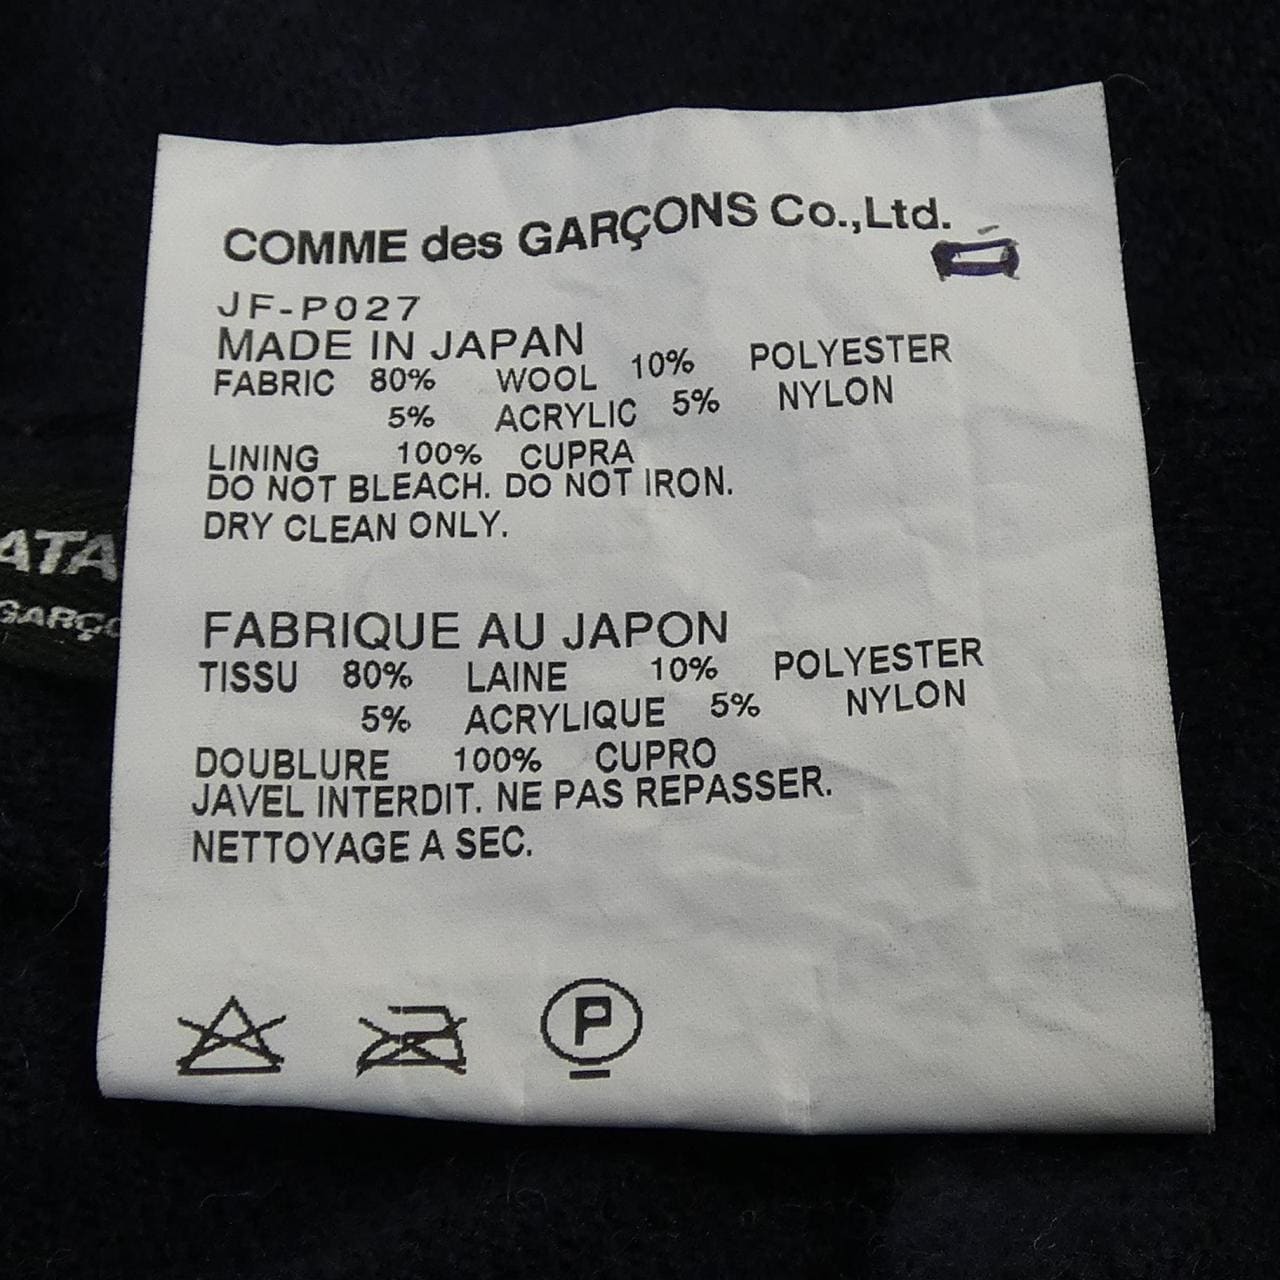 COMME des GARÇONS Co.,Ltd.
JF-P027
MADE IN JAPAN
FABRIC 80% WOOL 10% POLYESTER
5% ACRYLIC 5% NYLON
LINING 100% CUPRA
DO NOT BLEACH. DO NOT IRON.
DRY CLEAN ONLY.
ATA
GARÇO
FABRIQUE AU JAPON
TISSU 80% LAINE 10% POLYESTER
5% ACRYLIQUE 5% NYLON
DOUBLURE 100% CUPRO
JAVEL INTERDIT. NE PAS REPASSER.
NETTOYAGE A SEC.
P